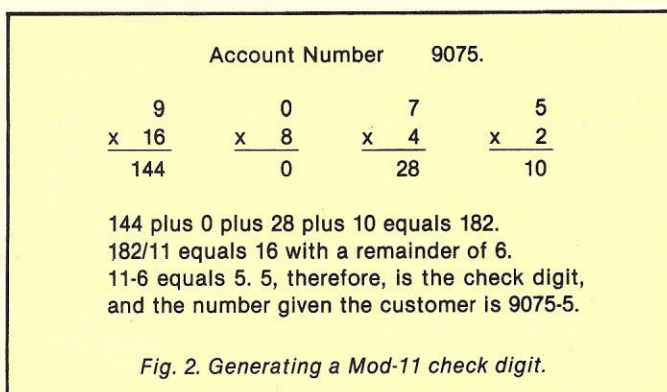 Account Number 9075.
9 0 7 5
x 16 x 8 x 4 x 2
144 0 28 10
144 plus 0 plus 28 plus 10 equals 182.
182/11 equals 16 with a remainder of 6.
11-6 equals 5. 5, therefore, is the check digit,
and the number given the customer is 9075-5.
Fig. 2. Generating a Mod-11 check digit.